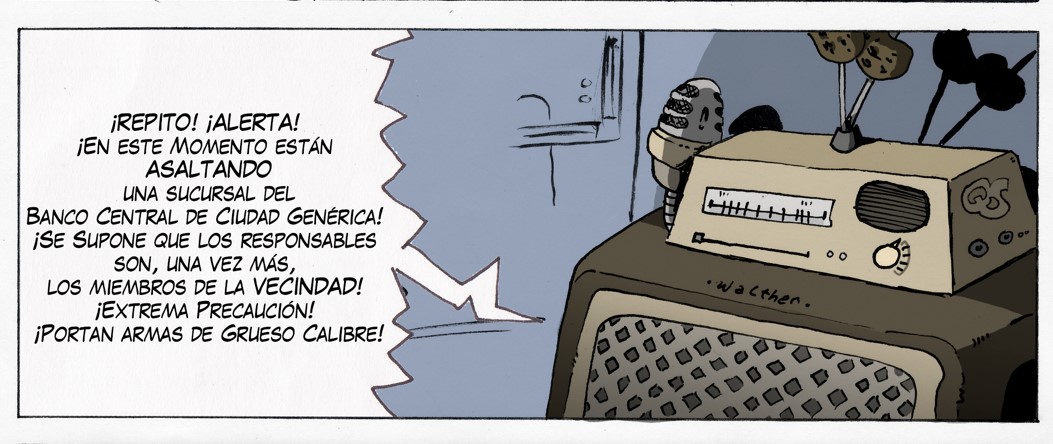 ¡REPITO! ¡ALERTA!
¡EN ESTE MOMENTO ESTÁN
ASALTANDO
UNA SUCURSAL DEL
BANCO CENTRAL DE CIUDAD GENÉRICA!
¡SE SUPONE QUE LOS RESPONSABLES
SON, UNA VEZ MÁS,
LOS MIEMBROS DE LA VECINDAD!
¡EXTREMA PRECAUCIÓN!
¡PORTAN ARMAS DE GRUESO CALIBRE!
·walther·